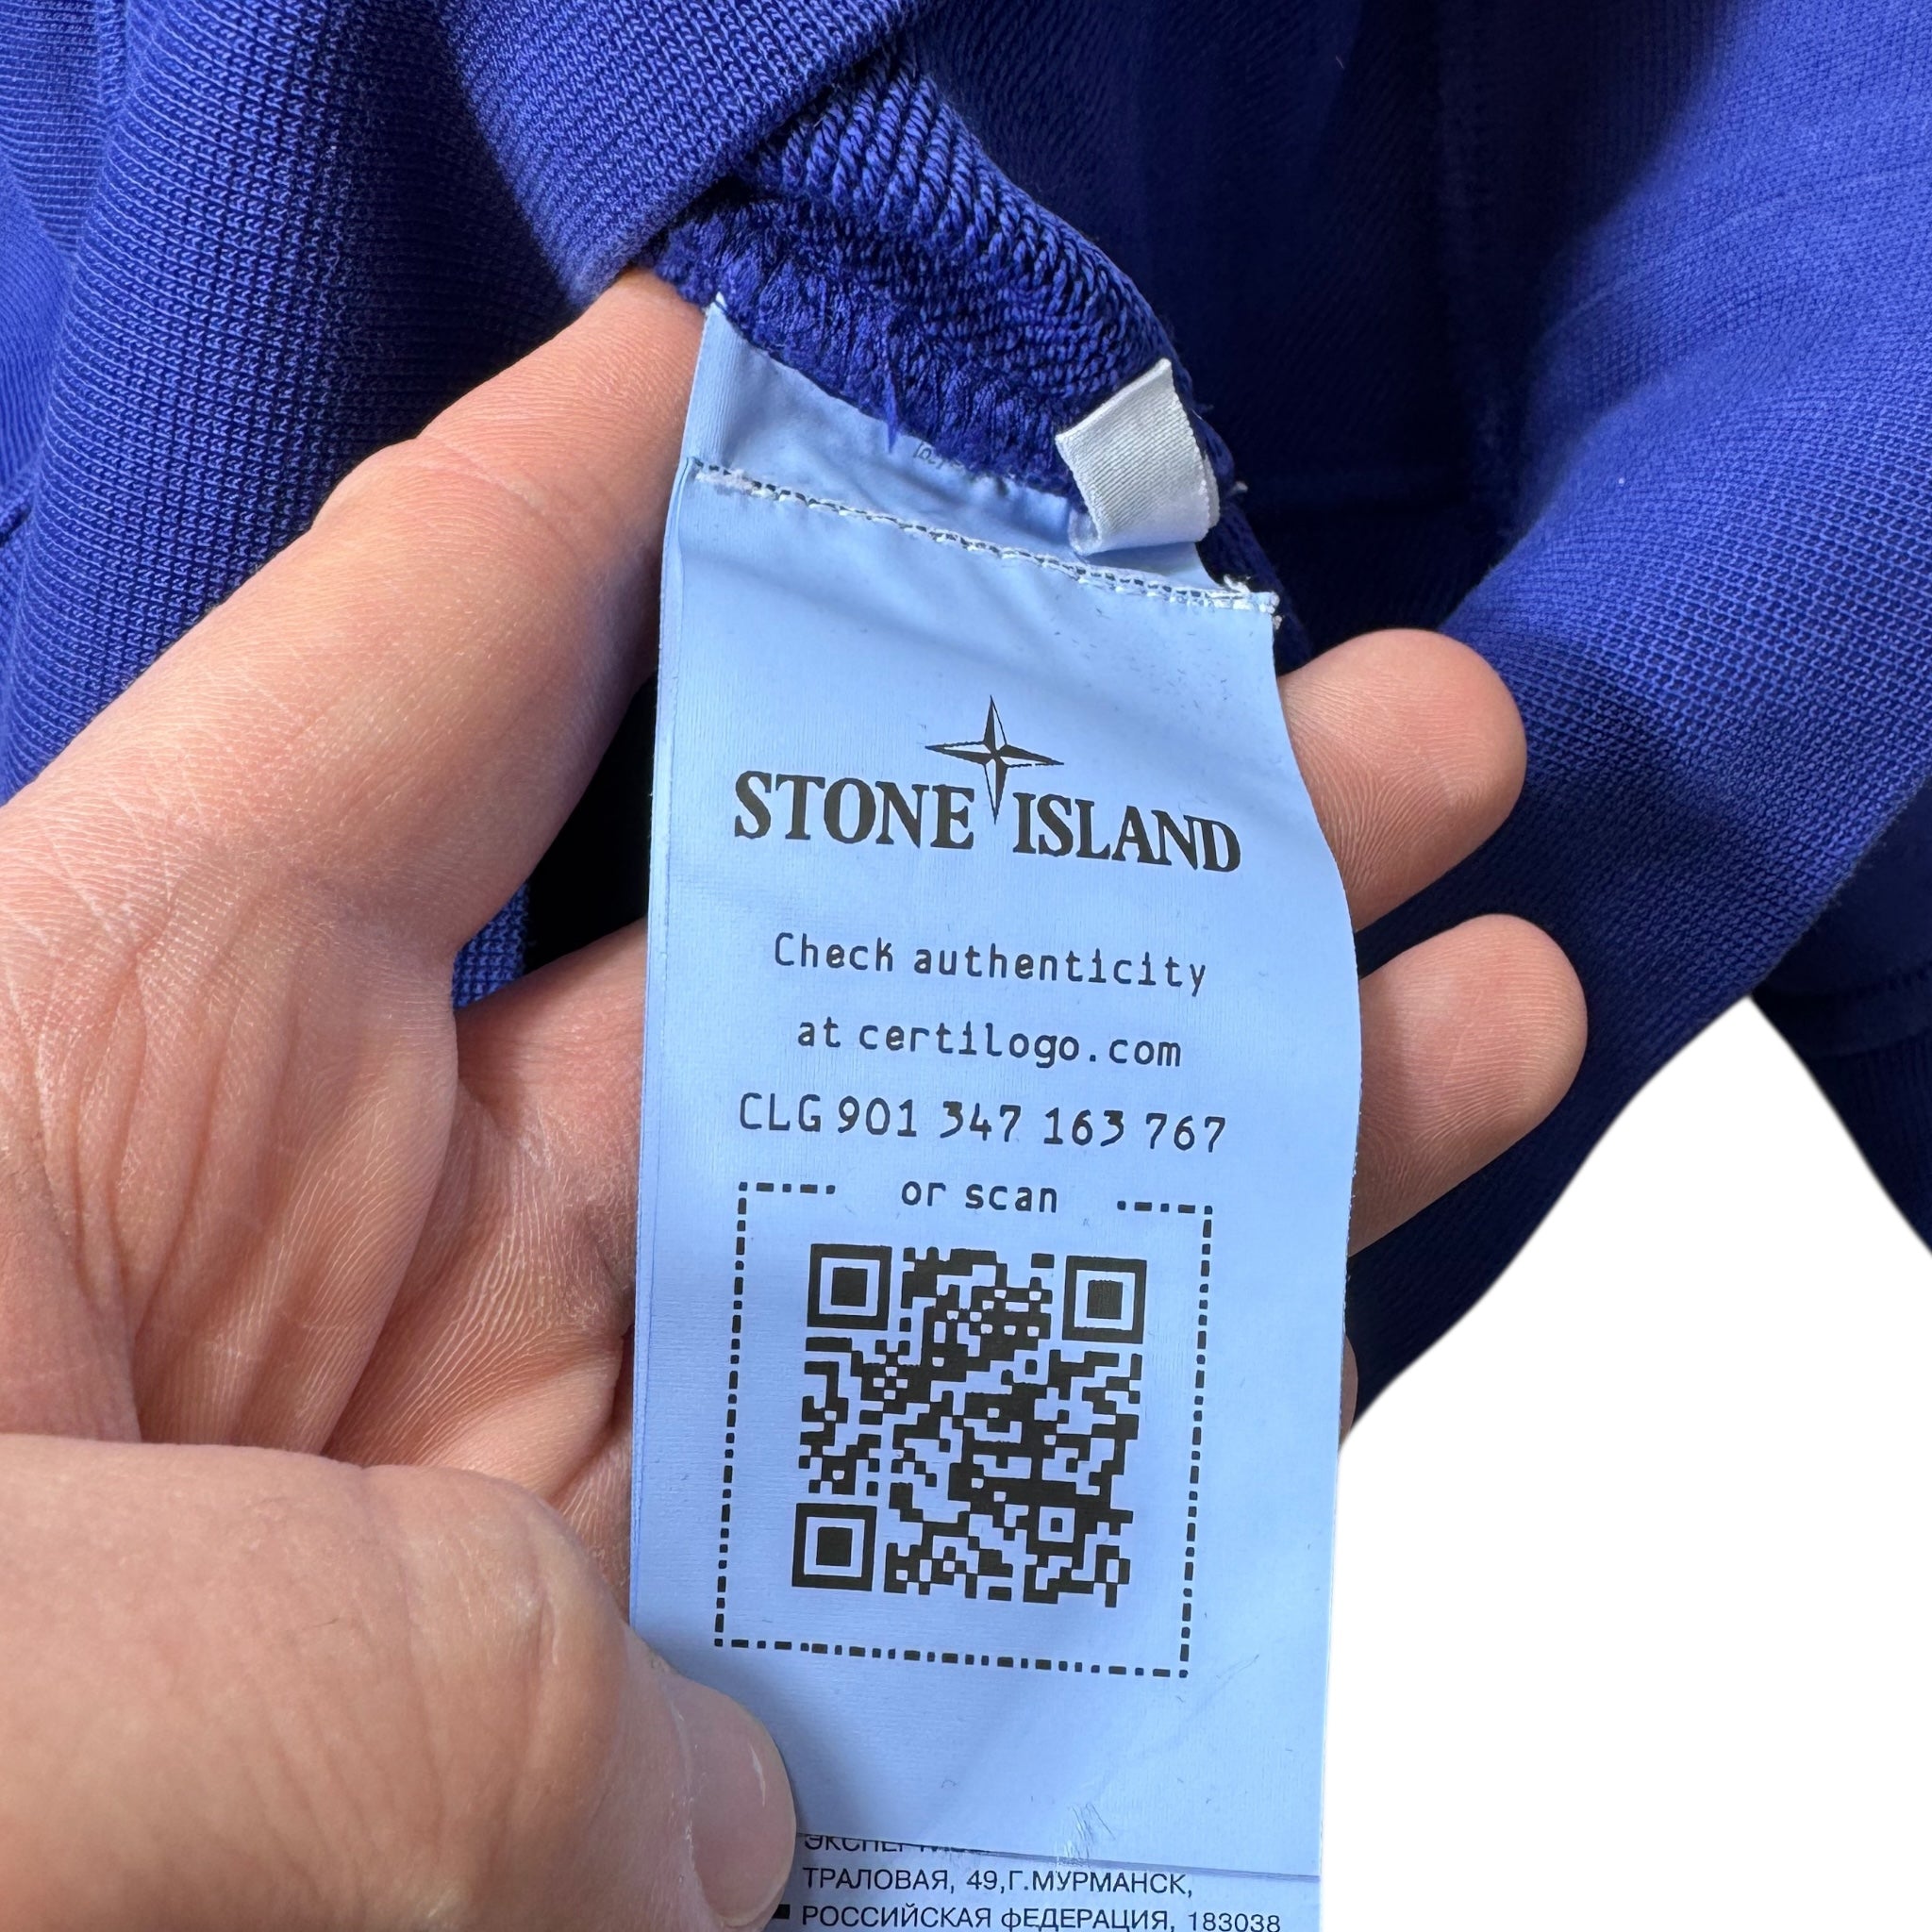 STONE ISLAND
Check authenticity
at certilogo.com
CLG 901 347 163 767
or scan
ТРАЛОВАЯ, 49,Г.МУРМАНСК,
РОССИЙСКАЯ ФЕДЕРАЦИЯ, 183038